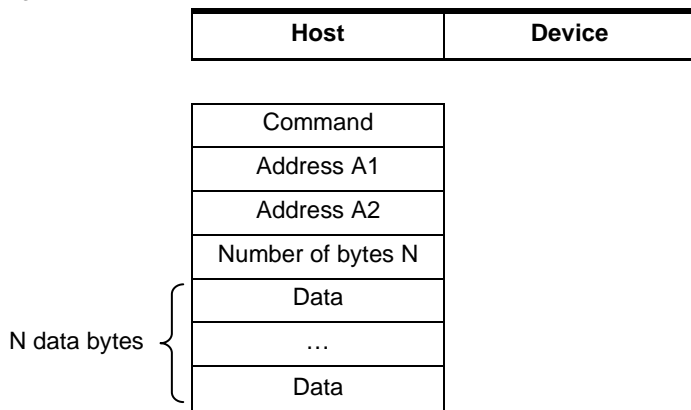 Host Device
Command
Address A1
Address A2
Number of bytes N
Data
N data bytes …
Data